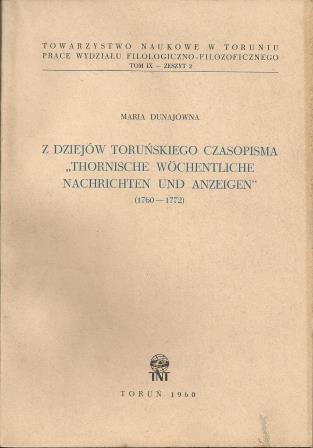 TOWARZYSTWO NAUKOWE W TORUNIU
PRACE WYDZIAŁU FILOLOGICZNO-FILOZOFICZNEGO
TOM IX — ZESZYT 2
MARIA DUNAJÓWNA
Z DZIEJÓW TORUŃSKIEGO CZASOPISMA
„THORNISCHE WÖCHENTLICHE
NACHRICHTEN UND ANZEIGEN”
(1760 — 1772)
TNT
TORUŃ 1960